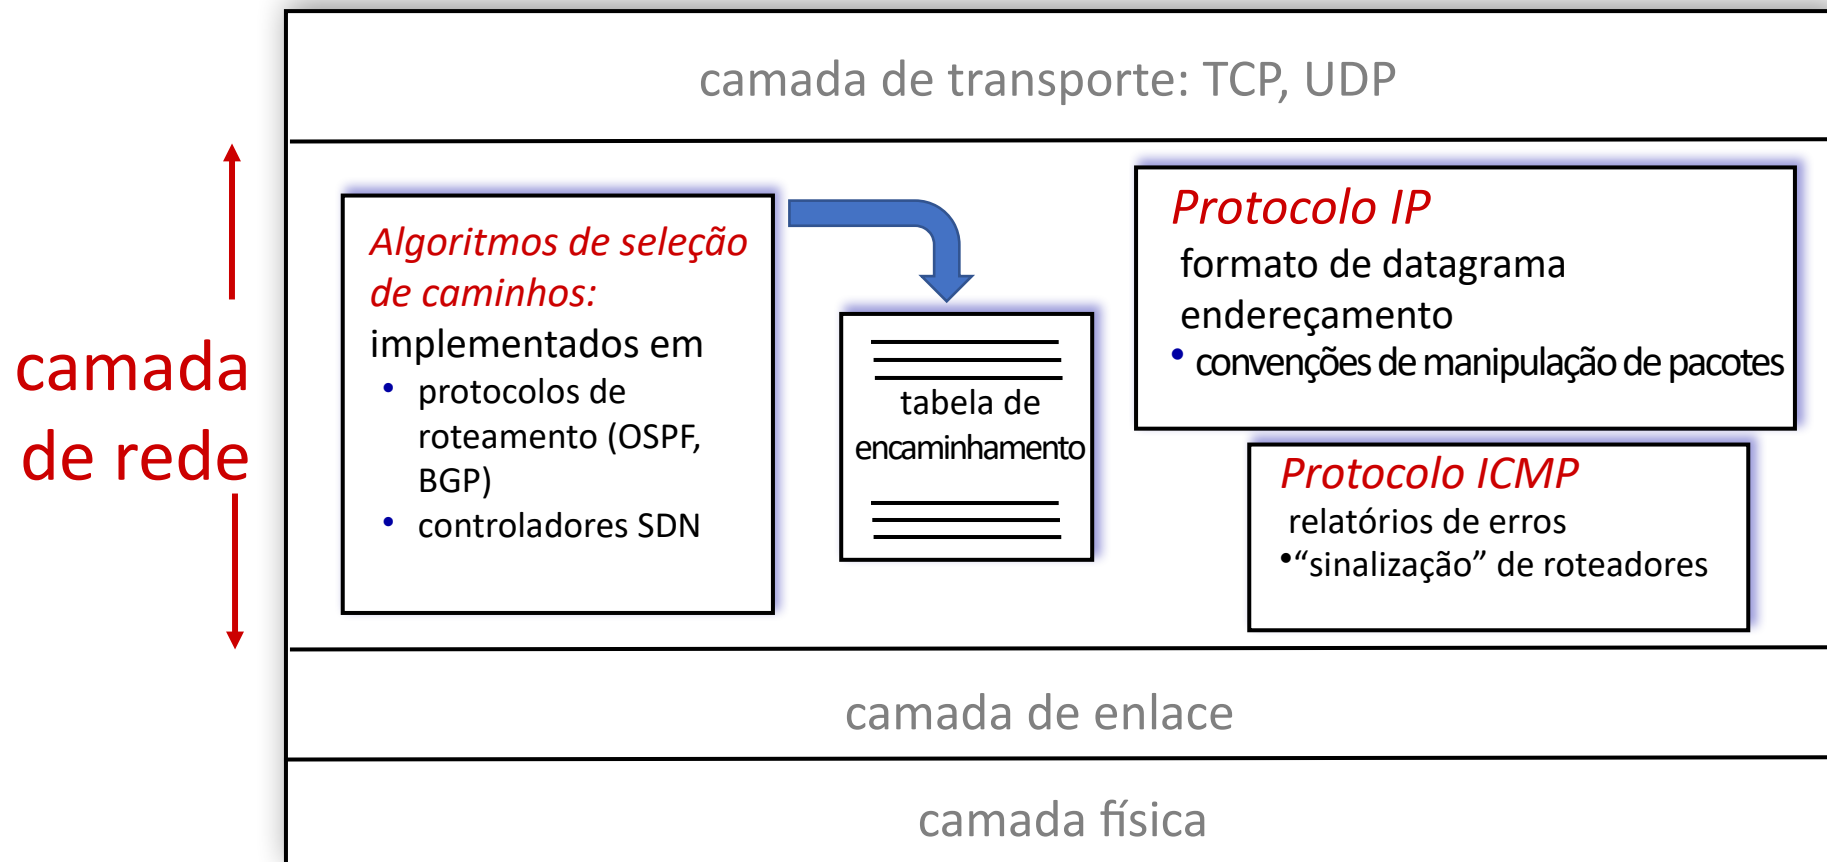 camada de transporte: TCP, UDP
camada
de rede
Algoritmos de seleção
de caminhos:
implementados em
• protocolos de
roteamento (OSPF,
BGP)
• controladores SDN
tabela de
encaminhamento
Protocolo IP
formato de datagrama
endereçamento
• convenções de manipulação de pacotes
Protocolo ICMP
relatórios de erros
•“sinalização” de roteadores
camada de enlace
camada física